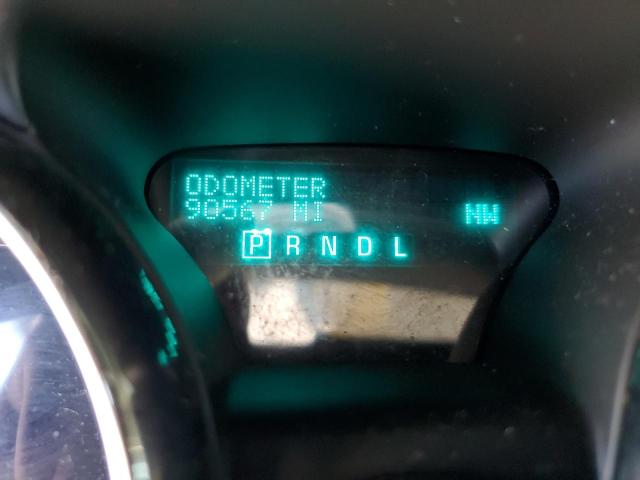 ODOMETER
90567 MI NW
P R N D L